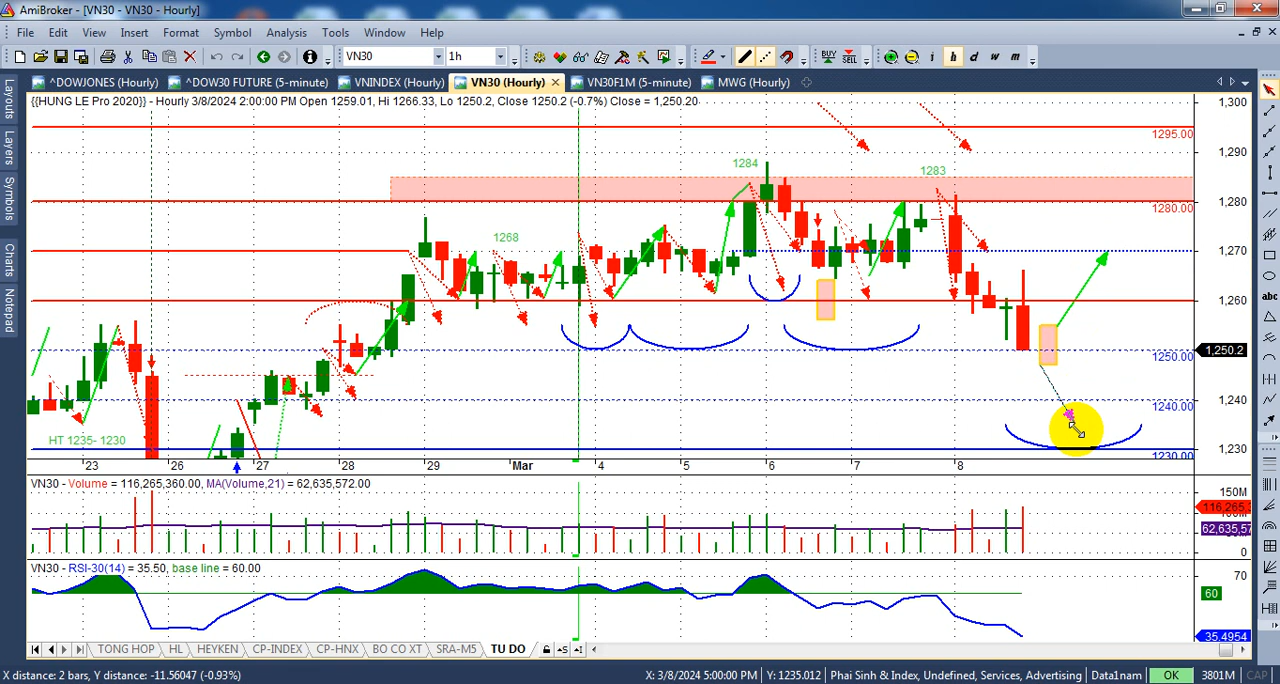 AmiBroker - [VN30 - VN30 - Hourly]
File Edit View Insert Format Symbol Analysis Tools Window Help
VN30 1h BUY SELL i h d w m
^DOWJONES (Hourly) ^DOW30 FUTURE (5-minute) VNINDEX (Hourly) VN30 (Hourly) VN30F1M (5-minute) MWG (Hourly)
Layouts
Layers
Symbols
Charts
Notepad
{{HUNG LE Pro 2020}} - Hourly 3/8/2024 2:00:00 PM Open 1259.01, Hi 1266.33, Lo 1250.2, Close 1250.2 (-0.7%) Close = 1,250.20
1,300
1295.00
1,290
1284
1283
1,280
1280.00
1268
1,270
1,260
1,250.2
1250.00
1,240
1240.00
HT 1235- 1230
1,230
1230.00
23 26 27 28 29 Mar 4 5 6 7 8
VN30 - Volume = 116,265,360.00, MA(Volume,21) = 62,635,572.00
150M
116,265,
62,635,57
0
VN30 - RSI-30(14) = 35.50, base line = 60.00
70
60
35.4954
TONG HOP HL HEYKEN CP-INDEX CP-HNX BO CO XT SRA-M5 TU DO
X distance: 2 bars, Y distance: -11.56047 (-0.93%) X: 3/8/2024 5:00:00 PM Y: 1235.012 Phai Sinh & Index, Undefined, Services, Advertising Data1nam OK 3801M CAP
abc